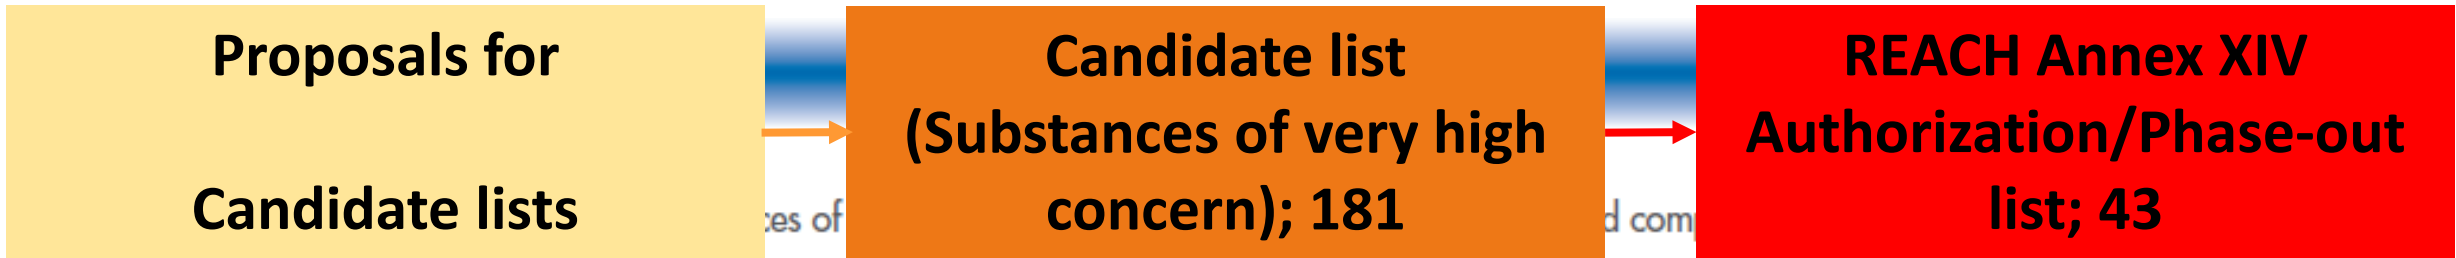 Proposals for
Candidate lists
Candidate list
(Substances of very high
concern); 181
REACH Annex XIV
Authorization/Phase-out
list; 43
of